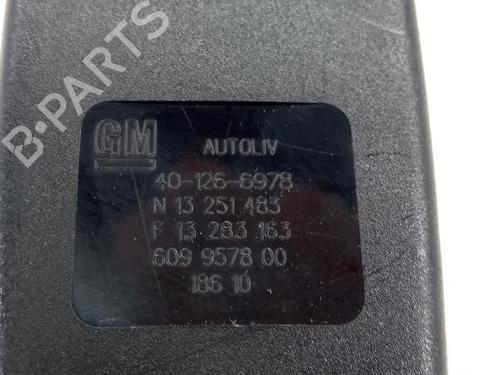 B-PARTS
GM AUTOLIV
40-126-6978
N 13 251 483
F 13 283 163
609 9578 00
186 10